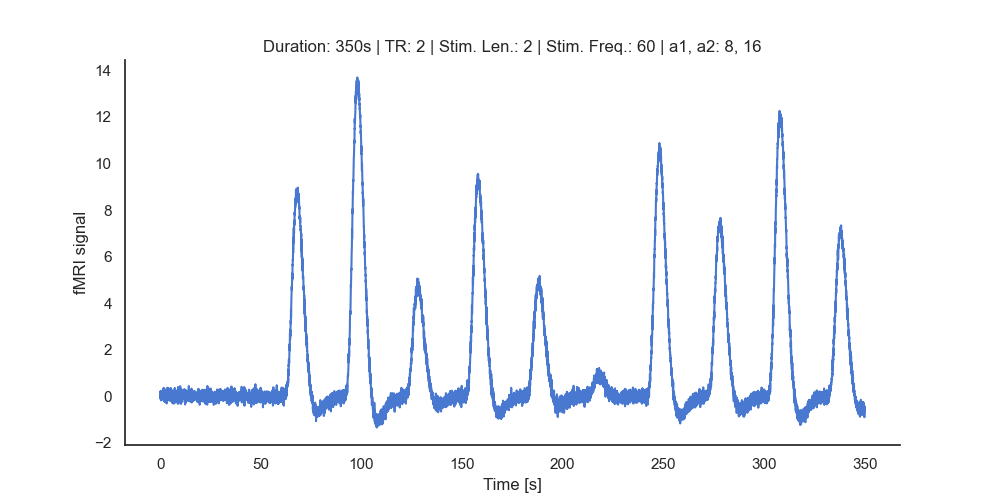 Duration: 350s | TR: 2 | Stim. Len.: 2 | Stim. Freq.: 60 | a1, a2: 8, 16
14
12
10
8
6
4
2
0
−2
fMRI signal
0 50 100 150 200 250 300 350
Time [s]